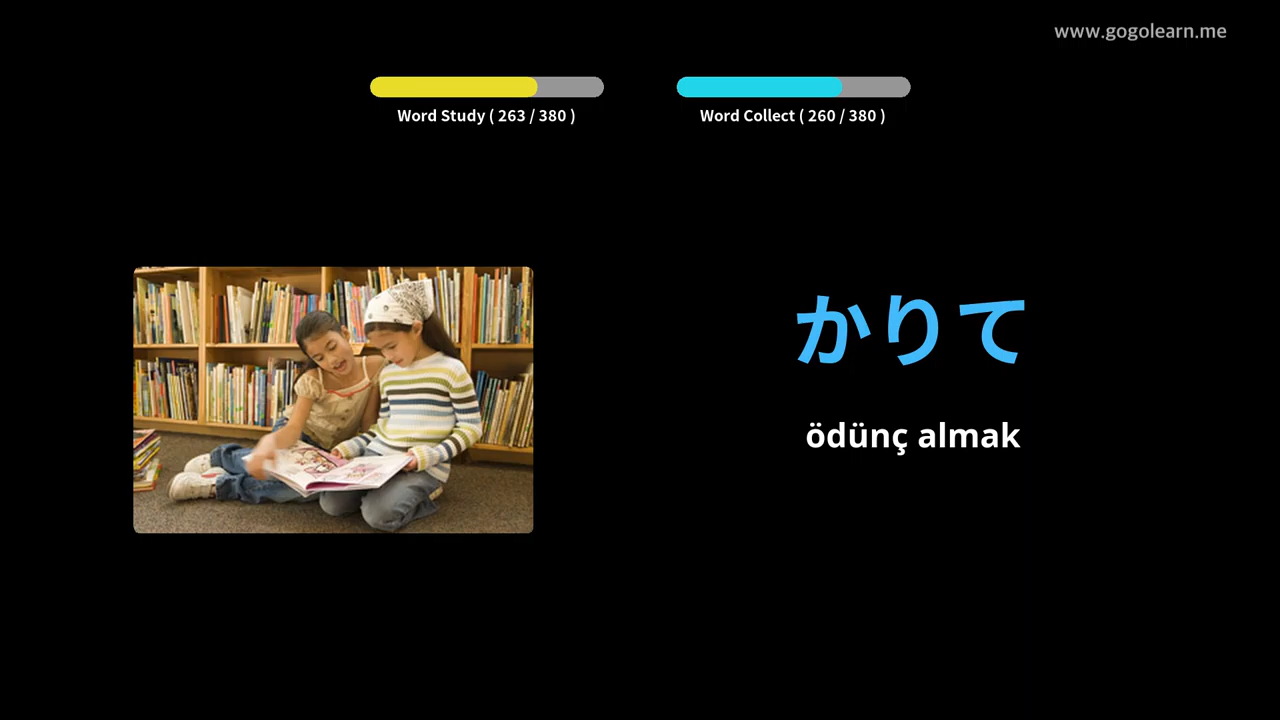 www.gogolearn.me
Word Study ( 263 / 380 )
Word Collect ( 260 / 380 )
かりて
ödünç almak